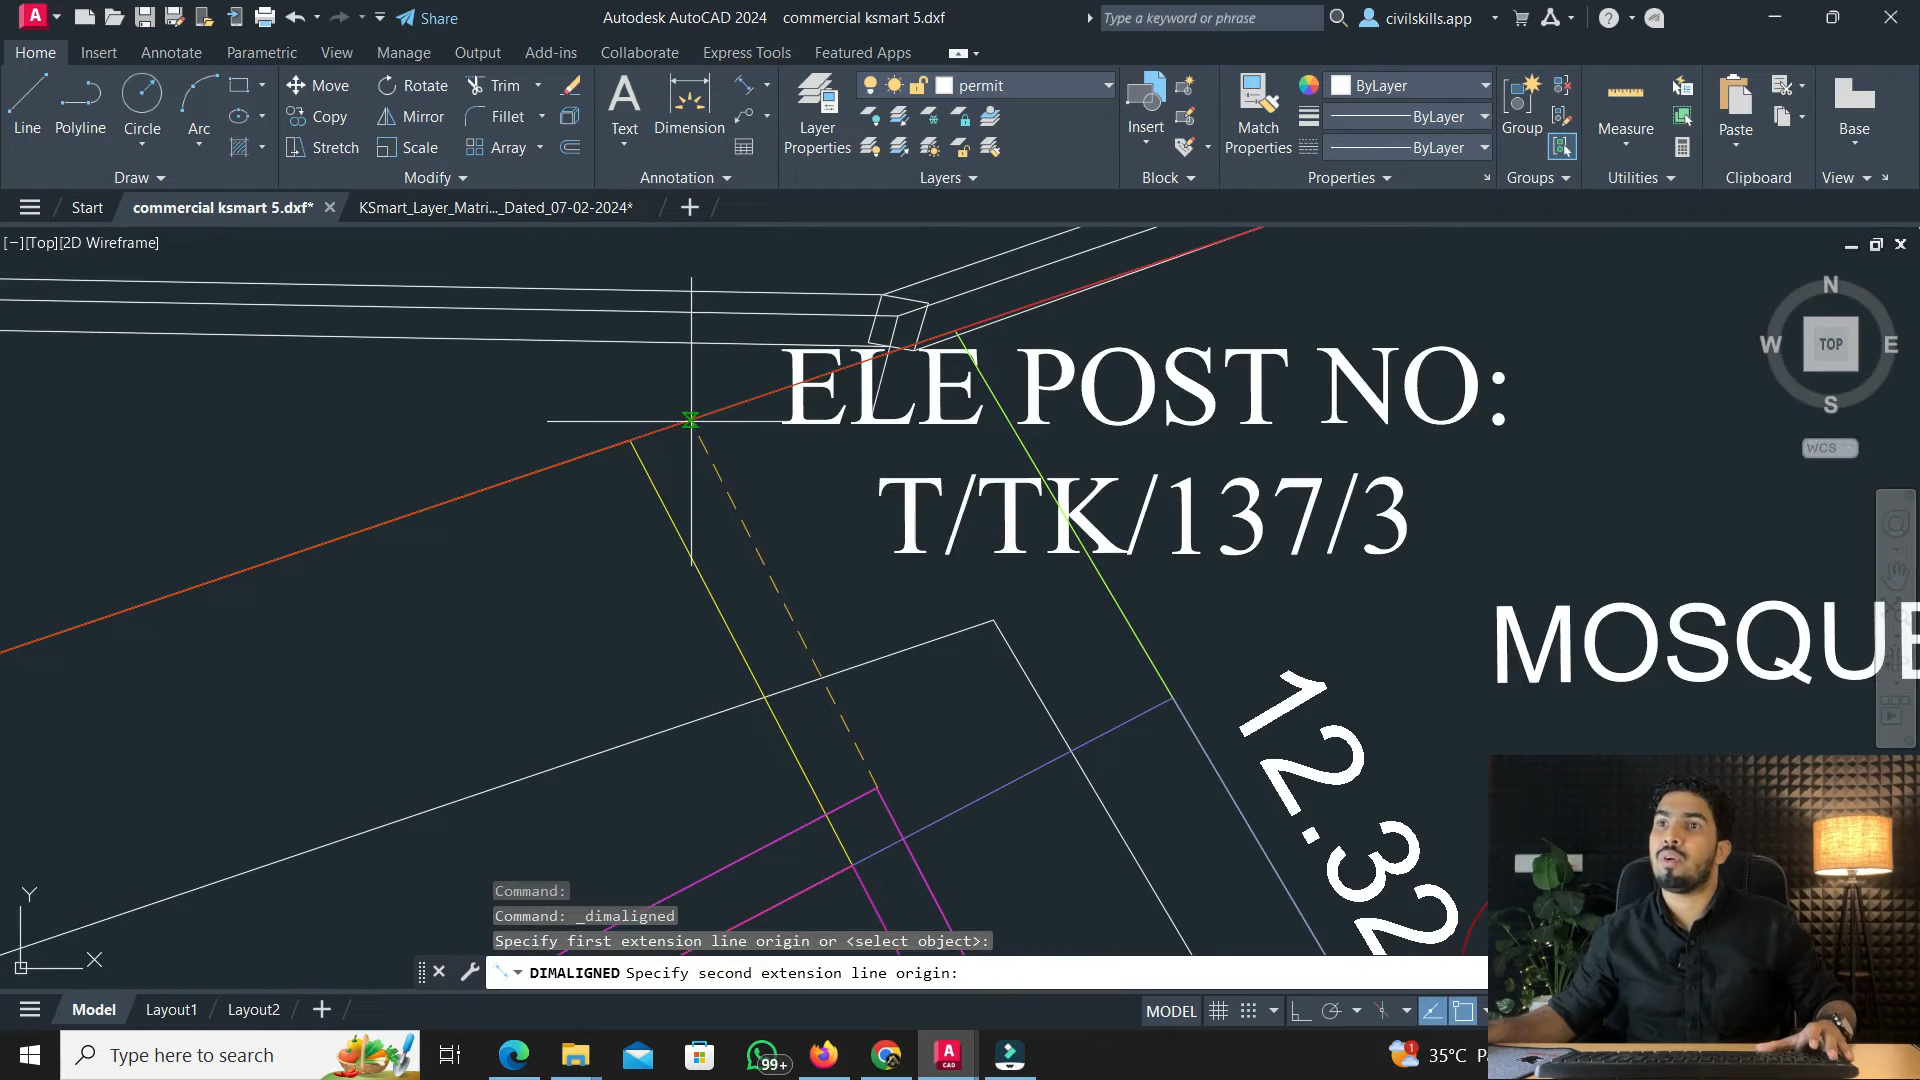 Share
Autodesk AutoCAD 2024 commercial ksmart 5.dxf
Type a keyword or phrase
civilskills.app
Home Insert Annotate Parametric View Manage Output Add-ins Collaborate Express Tools Featured Apps
Line
Polyline
Circle
Arc
Draw
Move
Rotate
Trim
Copy
Mirror
Fillet
Stretch
Scale
Array
Modify
Text
Dimension
Annotation
Layer
Properties
permit
Layers
Insert
Block
Match
Properties
ByLayer
ByLayer
ByLayer
Properties
Group
Groups
Measure
Utilities
Paste
Clipboard
Base
View
Start
commercial ksmart 5.dxf*
KSmart_Layer_Matri..._Dated_07-02-2024*
[−][Top][2D Wireframe]
N
W
TOP
E
S
WCS
ELE POST NO:
T/TK/137/3
MOSQUE
12.32
Y
X
Command:
Command: _dimaligned
Specify first extension line origin or <select object>:
DIMALIGNED Specify second extension line origin:
Model
Layout1
Layout2
MODEL
Type here to search
99+
A
CAD
1
35°C